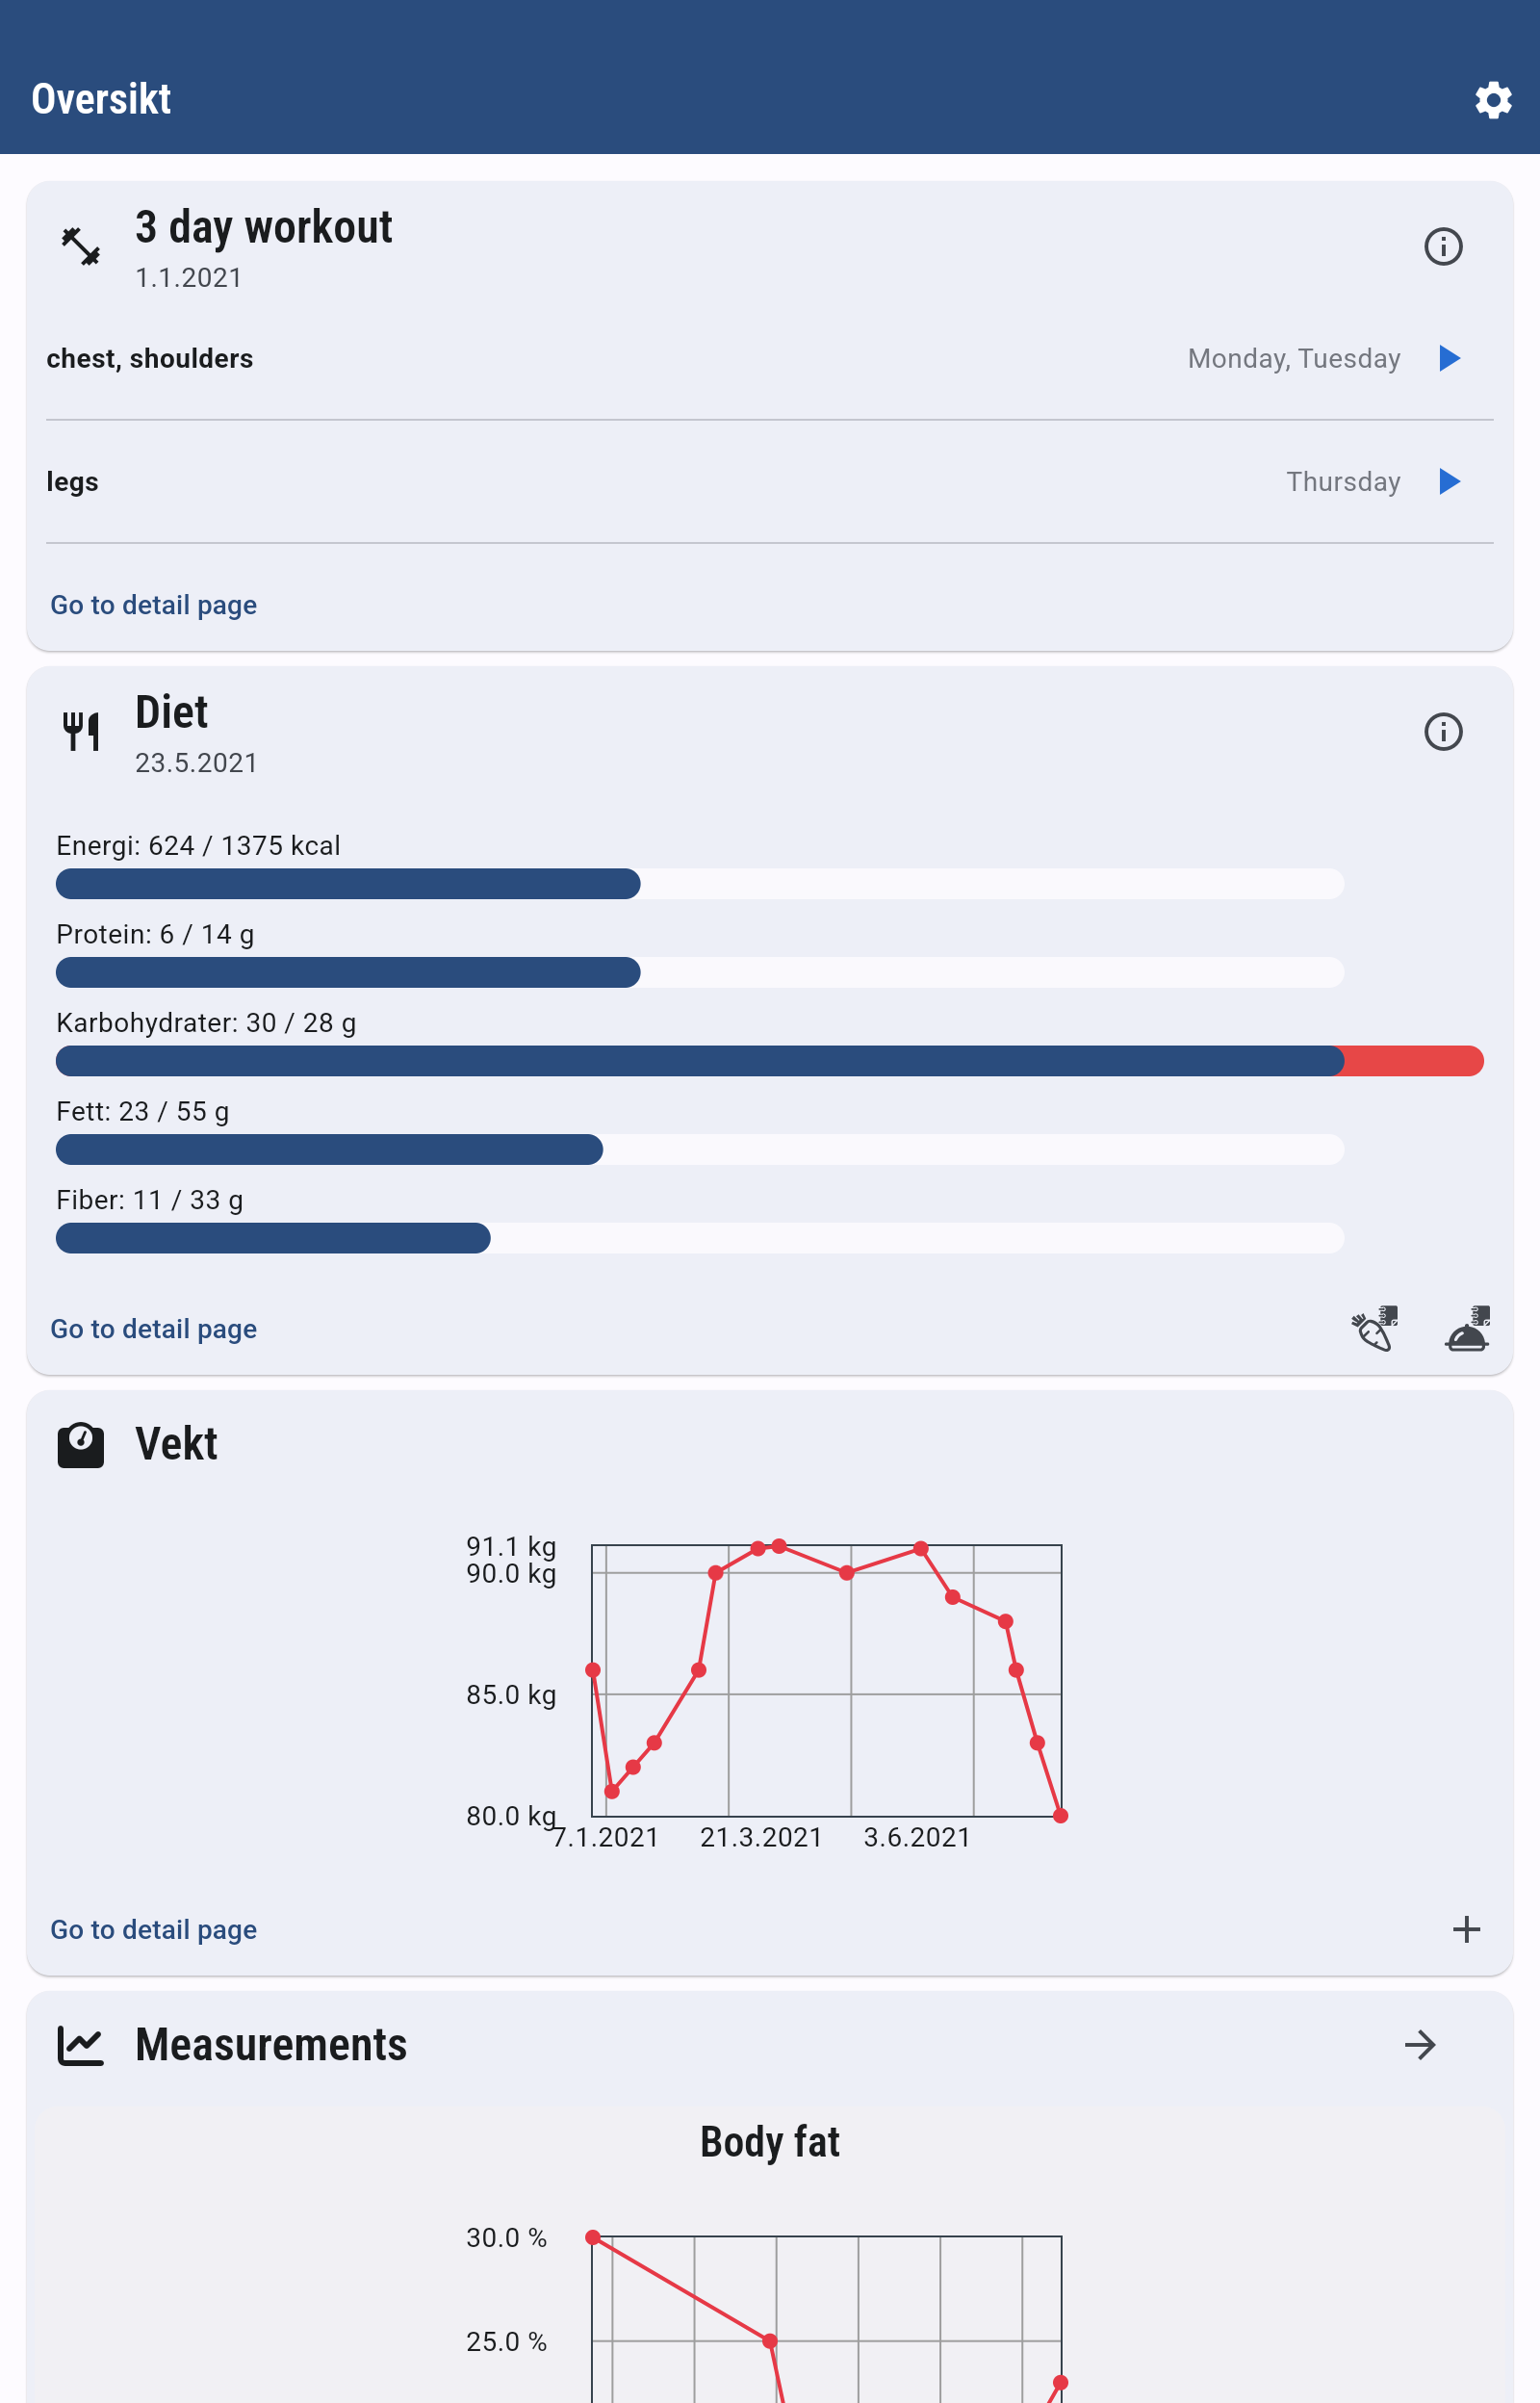 Oversikt
3 day workout
1.1.2021
chest, shoulders
Monday, Tuesday
legs
Thursday
Go to detail page
Diet
23.5.2021
Energi: 624 / 1375 kcal
Protein: 6 / 14 g
Karbohydrater: 30 / 28 g
Fett: 23 / 55 g
Fiber: 11 / 33 g
Go to detail page
Vekt
91.1 kg
90.0 kg
85.0 kg
80.0 kg
7.1.2021 21.3.2021 3.6.2021
Go to detail page
Measurements
Body fat
30.0 %
25.0 %